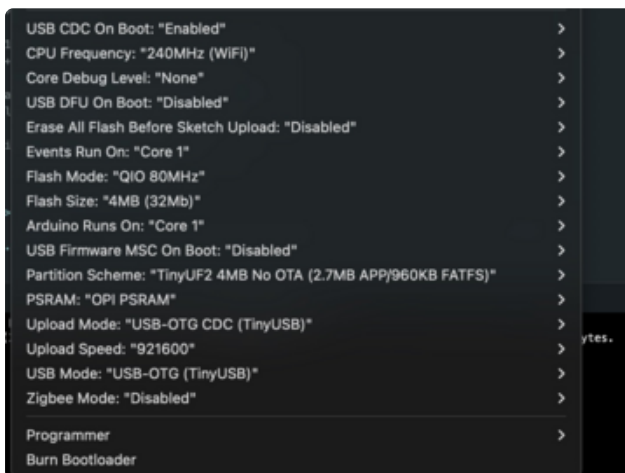 USB CDC On Boot: "Enabled"
CPU Frequency: "240MHz (WiFi)"
Core Debug Level: "None"
USB DFU On Boot: "Disabled"
Erase All Flash Before Sketch Upload: "Disabled"
Events Run On: "Core 1"
Flash Mode: "QIO 80MHz"
Flash Size: "4MB (32Mb)"
Arduino Runs On: "Core 1"
USB Firmware MSC On Boot: "Disabled"
Partition Scheme: "TinyUF2 4MB No OTA (2.7MB APP/960KB FATFS)"
PSRAM: "OPI PSRAM"
Upload Mode: "USB-OTG CDC (TinyUSB)"
ytes.
Upload Speed: "921600"
USB Mode: "USB-OTG (TinyUSB)"
Zigbee Mode: "Disabled"
Programmer
Burn Bootloader